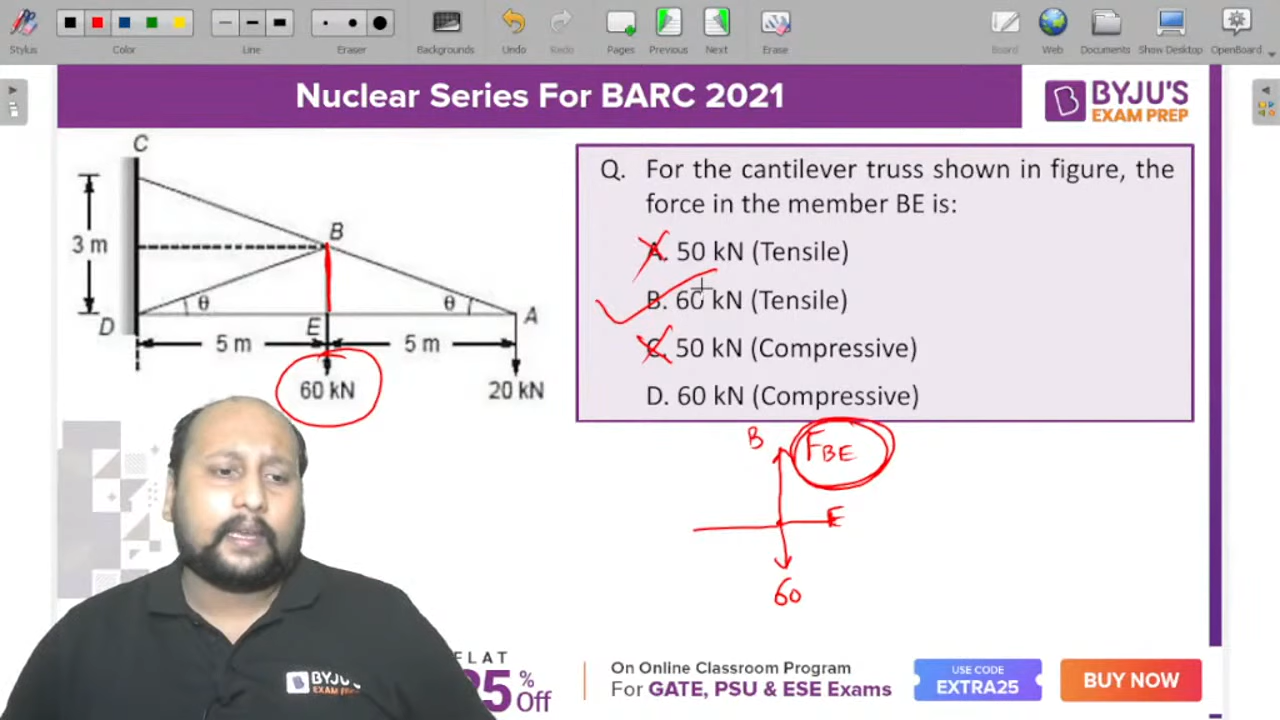 Stylus
Color
Line
Eraser
Backgrounds
Undo
Redo
Pages
Previous
Next
Erase
Board
Web
Documents
Show Desktop
OpenBoard
Nuclear Series For BARC 2021
BYJU'S
EXAM PREP
C
B
3 m
θ
θ
D
E
A
5 m
5 m
60 kN
20 kN
Q. For the cantilever truss shown in figure, the
force in the member BE is:
A. 50 kN (Tensile)
B. 60 kN (Tensile)
C. 50 kN (Compressive)
D. 60 kN (Compressive)
B
FBE
E
60
BYJU'S
EXAM PREP
FLAT
25%
Off
On Online Classroom Program
For GATE, PSU & ESE Exams
USE CODE
EXTRA25
BUY NOW